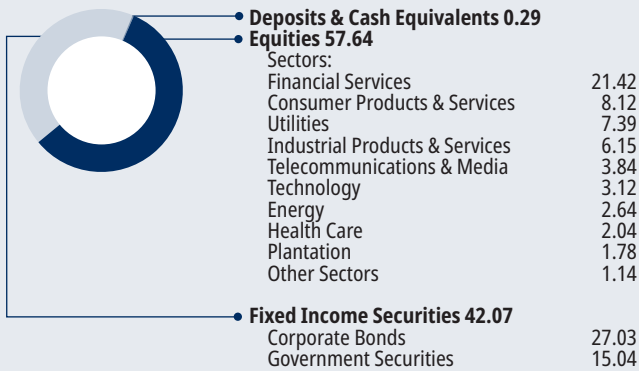 Deposits & Cash Equivalents 0.29
Equities 57.64
Sectors:
Financial Services 21.42
Consumer Products & Services 8.12
Utilities 7.39
Industrial Products & Services 6.15
Telecommunications & Media 3.84
Technology 3.12
Energy 2.64
Health Care 2.04
Plantation 1.78
Other Sectors 1.14
Fixed Income Securities 42.07
Corporate Bonds 27.03
Government Securities 15.04